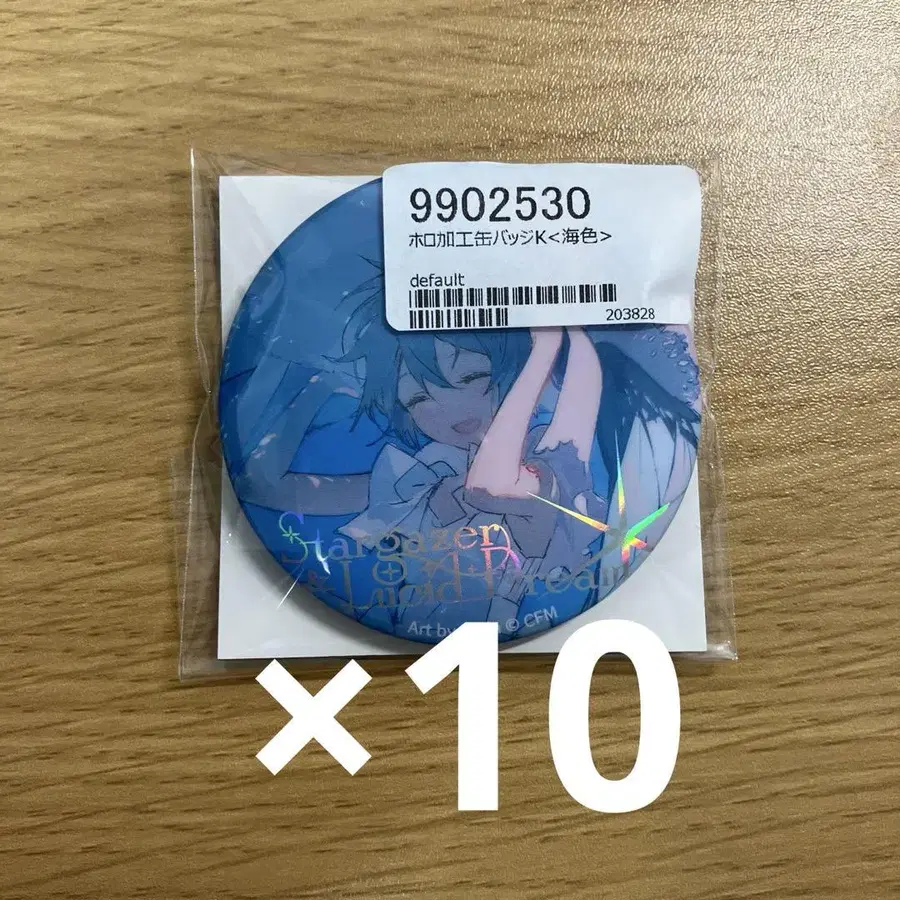 9902530
ホロ加工缶バッジK<海色>
default
203828
Stargazer
Lucid Dream
Art by
© CFM
×10